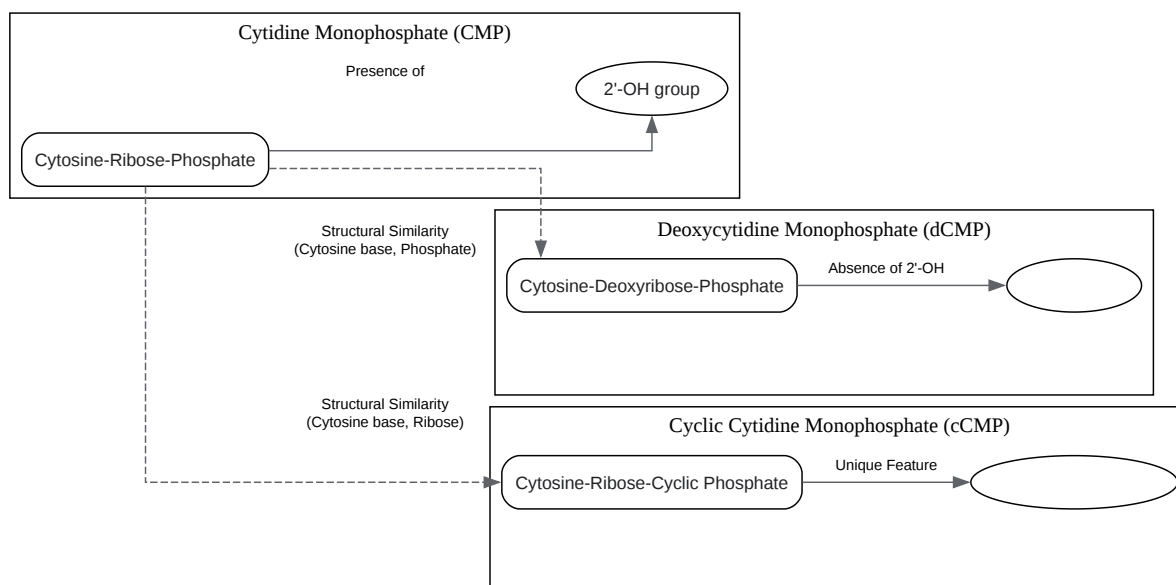 Cytidine Monophosphate (CMP)
Presence of
2'-OH group
Cytosine-Ribose-Phosphate
Structural Similarity
(Cytosine base, Phosphate)
Deoxycytidine Monophosphate (dCMP)
Cytosine-Deoxyribose-Phosphate
Absence of 2'-OH
Structural Similarity
(Cytosine base, Ribose)
Cyclic Cytidine Monophosphate (cCMP)
Cytosine-Ribose-Cyclic Phosphate
Unique Feature